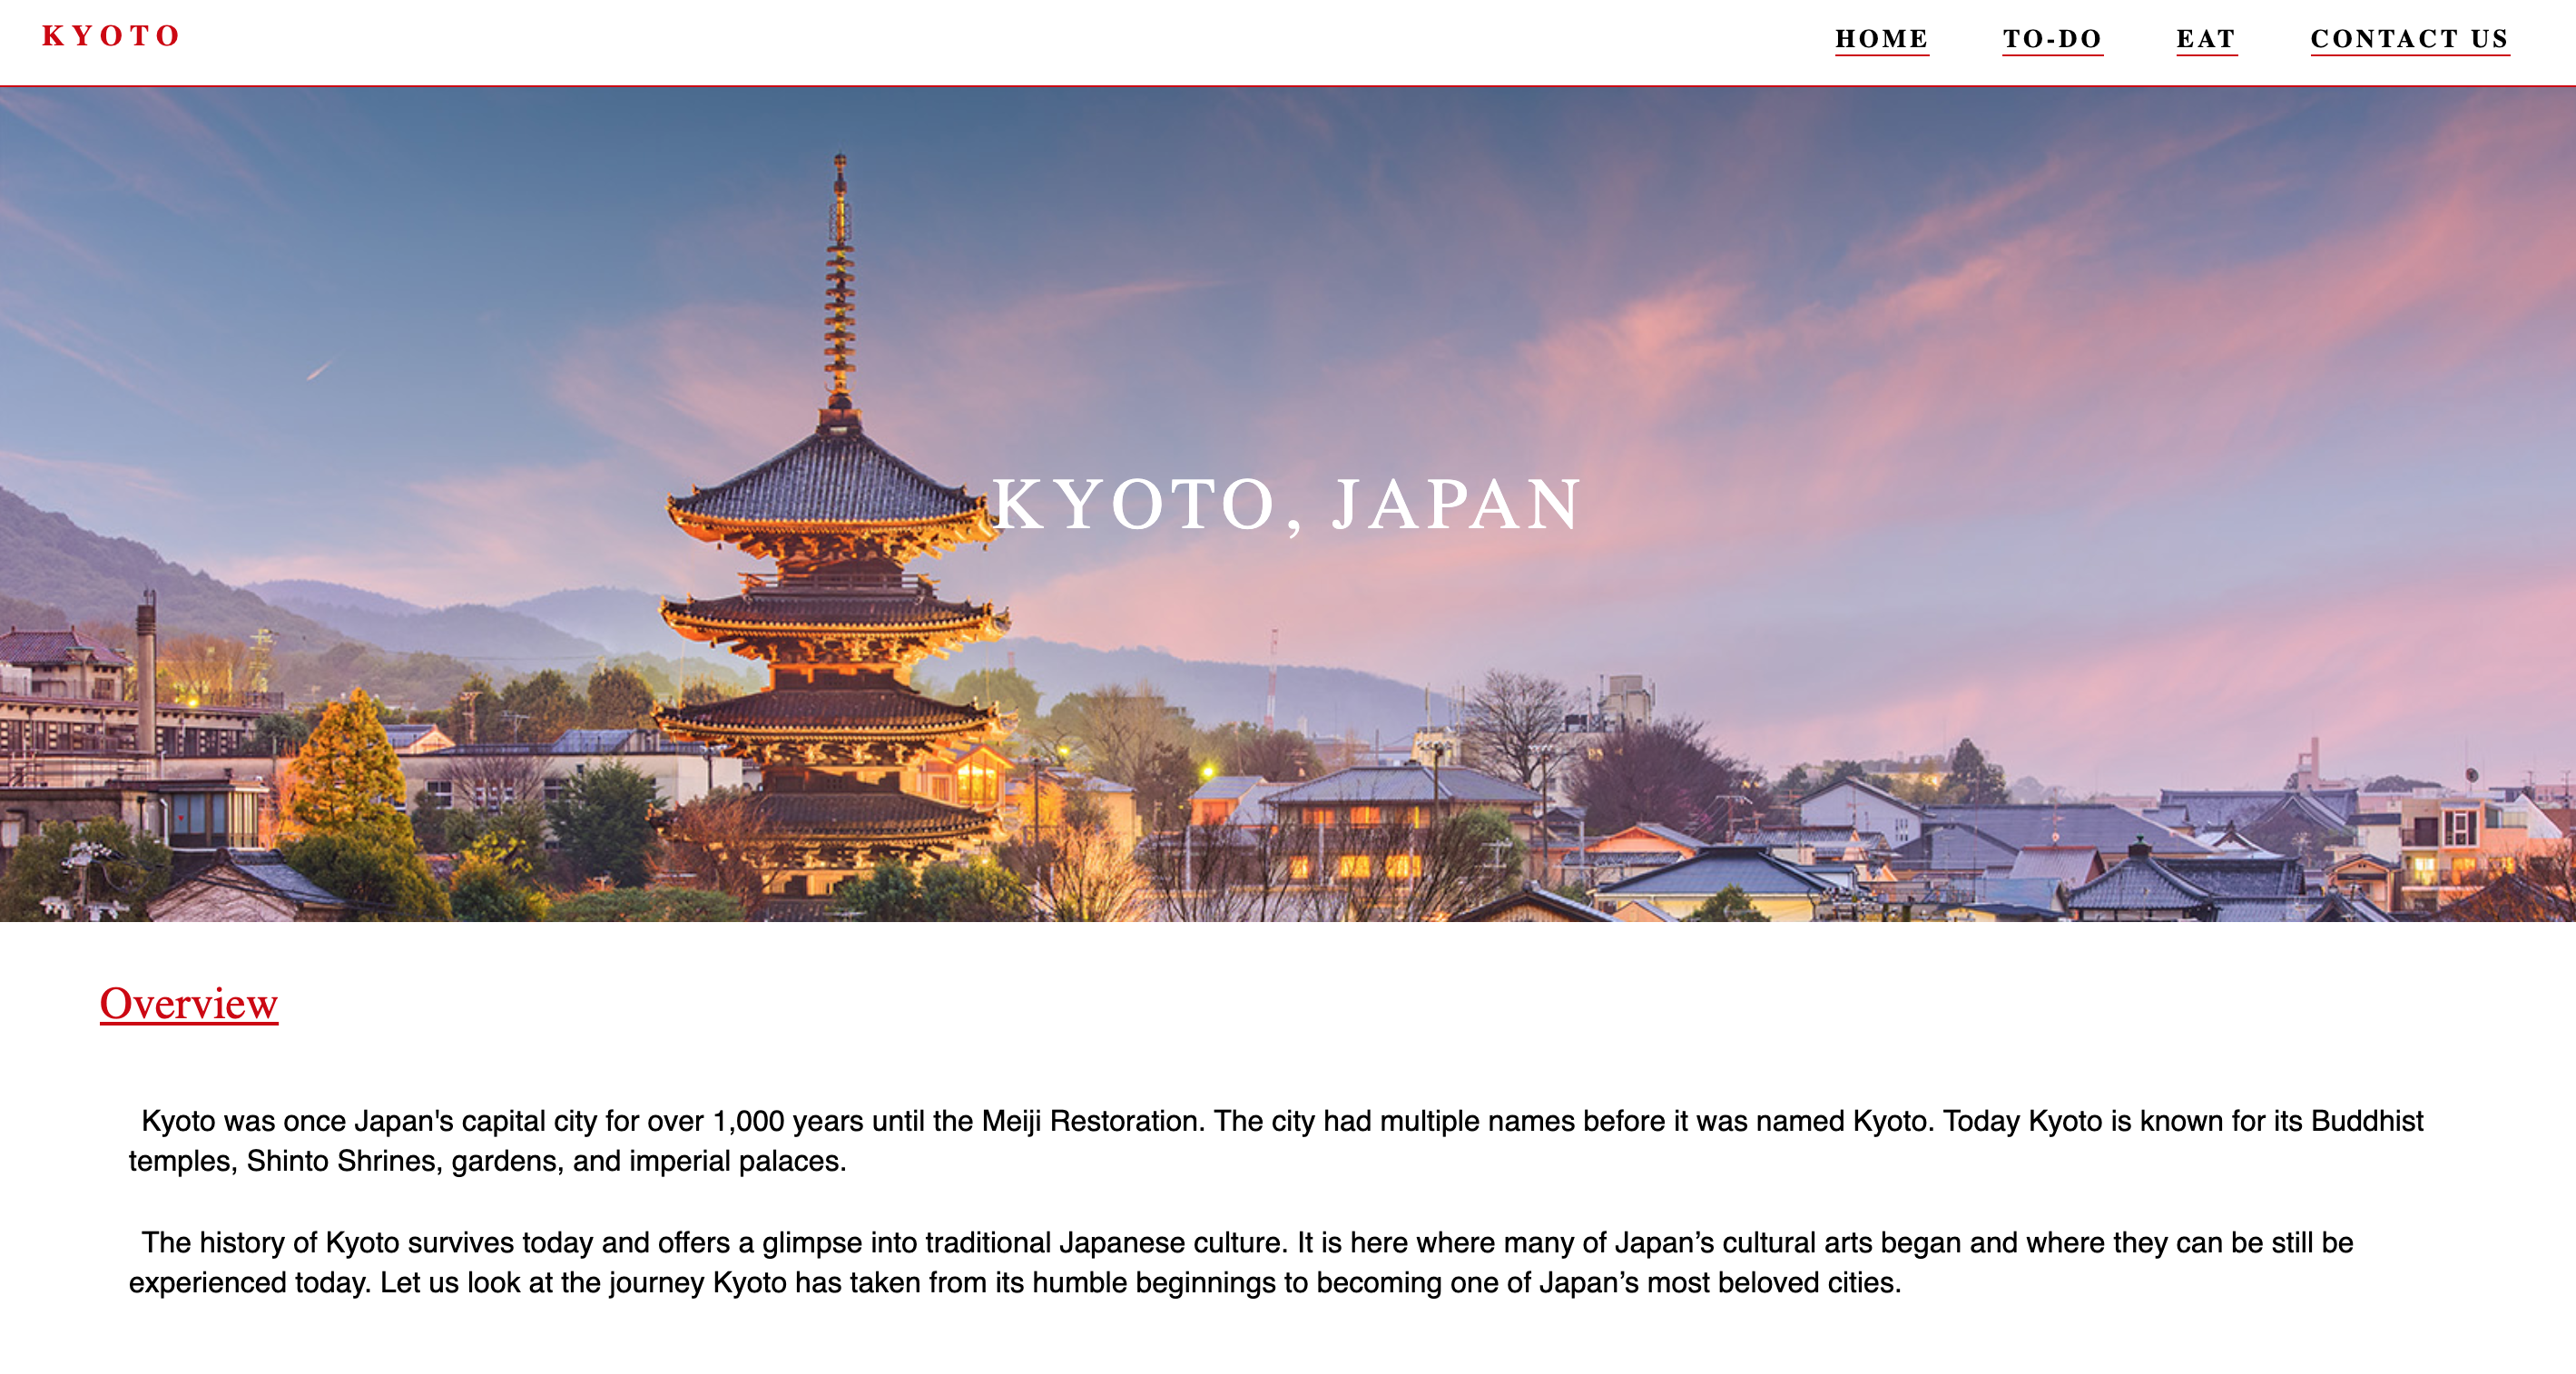 KYOTO
HOME TO-DO EAT CONTACT US
KYOTO, JAPAN
Overview
Kyoto was once Japan's capital city for over 1,000 years until the Meiji Restoration. The city had multiple names before it was named Kyoto. Today Kyoto is known for its Buddhist
temples, Shinto Shrines, gardens, and imperial palaces.
The history of Kyoto survives today and offers a glimpse into traditional Japanese culture. It is here where many of Japan’s cultural arts began and where they can be still be
experienced today. Let us look at the journey Kyoto has taken from its humble beginnings to becoming one of Japan’s most beloved cities.